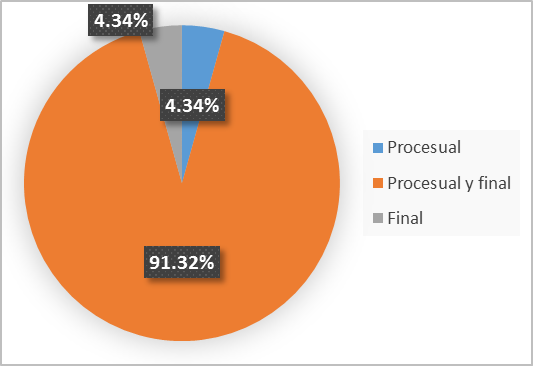 4.34%
4.34%
91.32%
Procesual
Procesual y final
Final